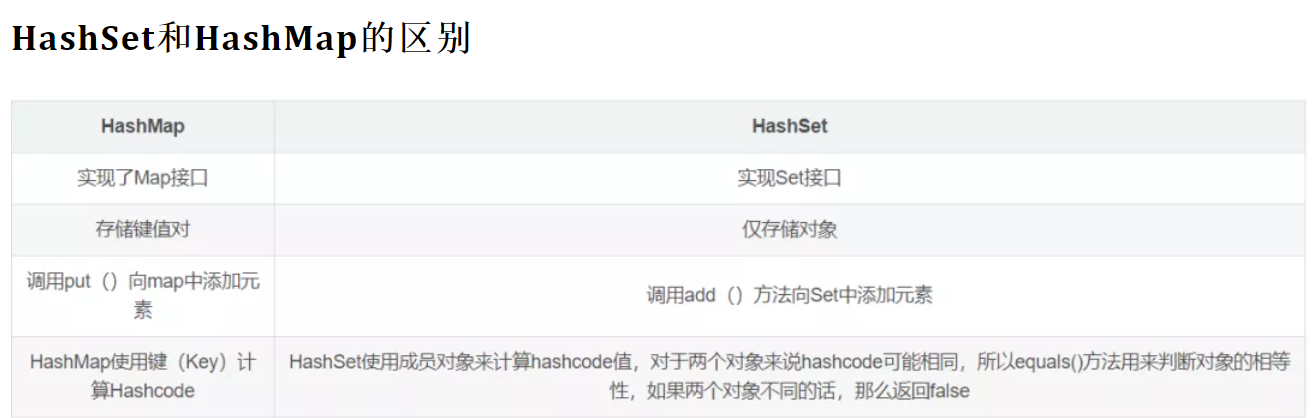 HashSet和HashMap的区别
HashMap
HashSet
实现了Map接口
实现Set接口
存储键值对
仅存储对象
调用put（）向map中添加元
素
调用add（）方法向Set中添加元素
HashMap使用键（Key）计
算Hashcode
HashSet使用成员对象来计算hashcode值，对于两个对象来说hashcode可能相同，所以equals()方法用来判断对象的相等
性，如果两个对象不同的话，那么返回false